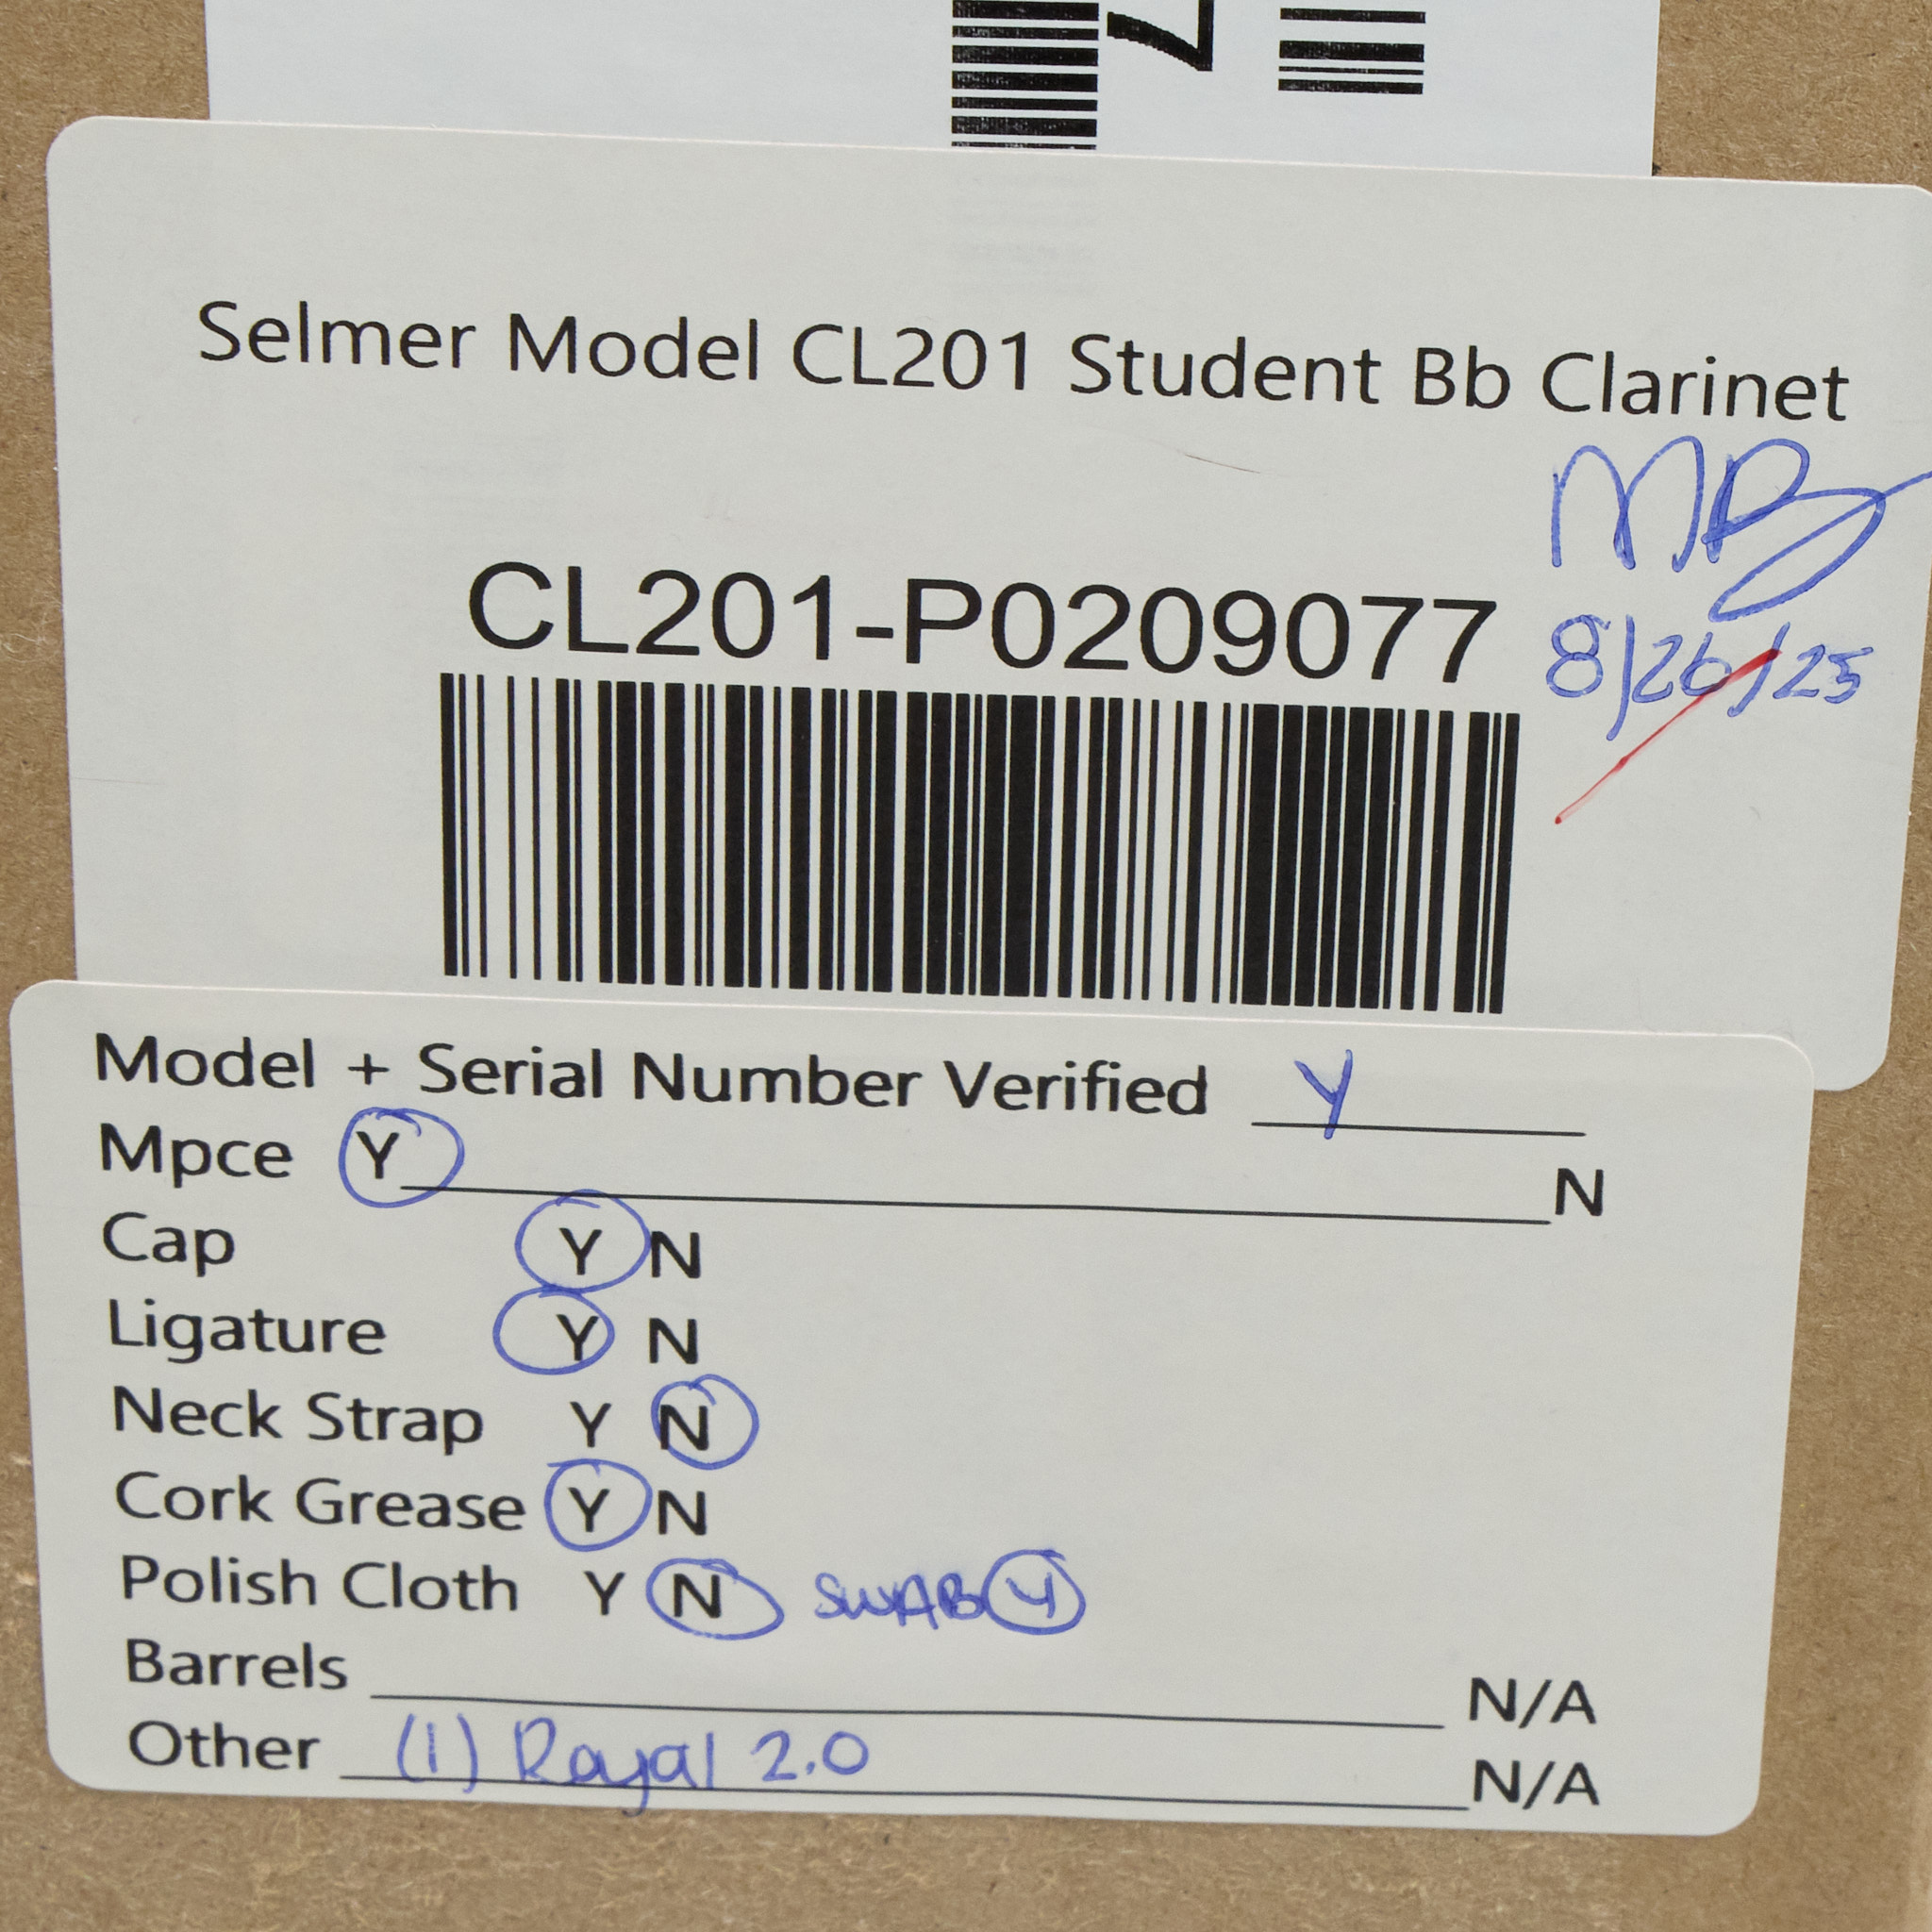 7
Selmer Model CL201 Student Bb Clarinet
MB
CL201-P0209077
8/26/25
Model + Serial Number Verified Y
Mpce Y N
Cap Y N
Ligature Y N
Neck Strap Y N
Cork Grease Y N
Polish Cloth Y N SWAB Y
Barrels N/A
Other (1) Royal 2.0 N/A